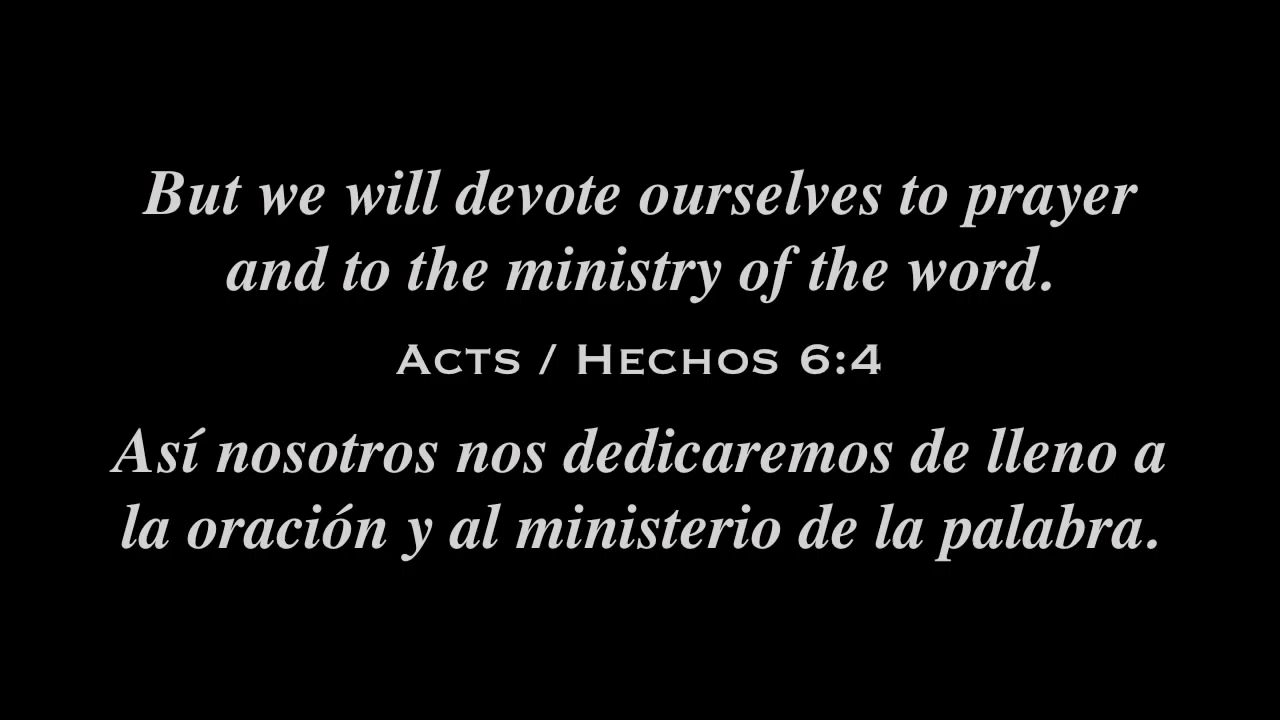 But we will devote ourselves to prayer
and to the ministry of the word.
Acts / Hechos 6:4
Así nosotros nos dedicaremos de lleno a
la oración y al ministerio de la palabra.